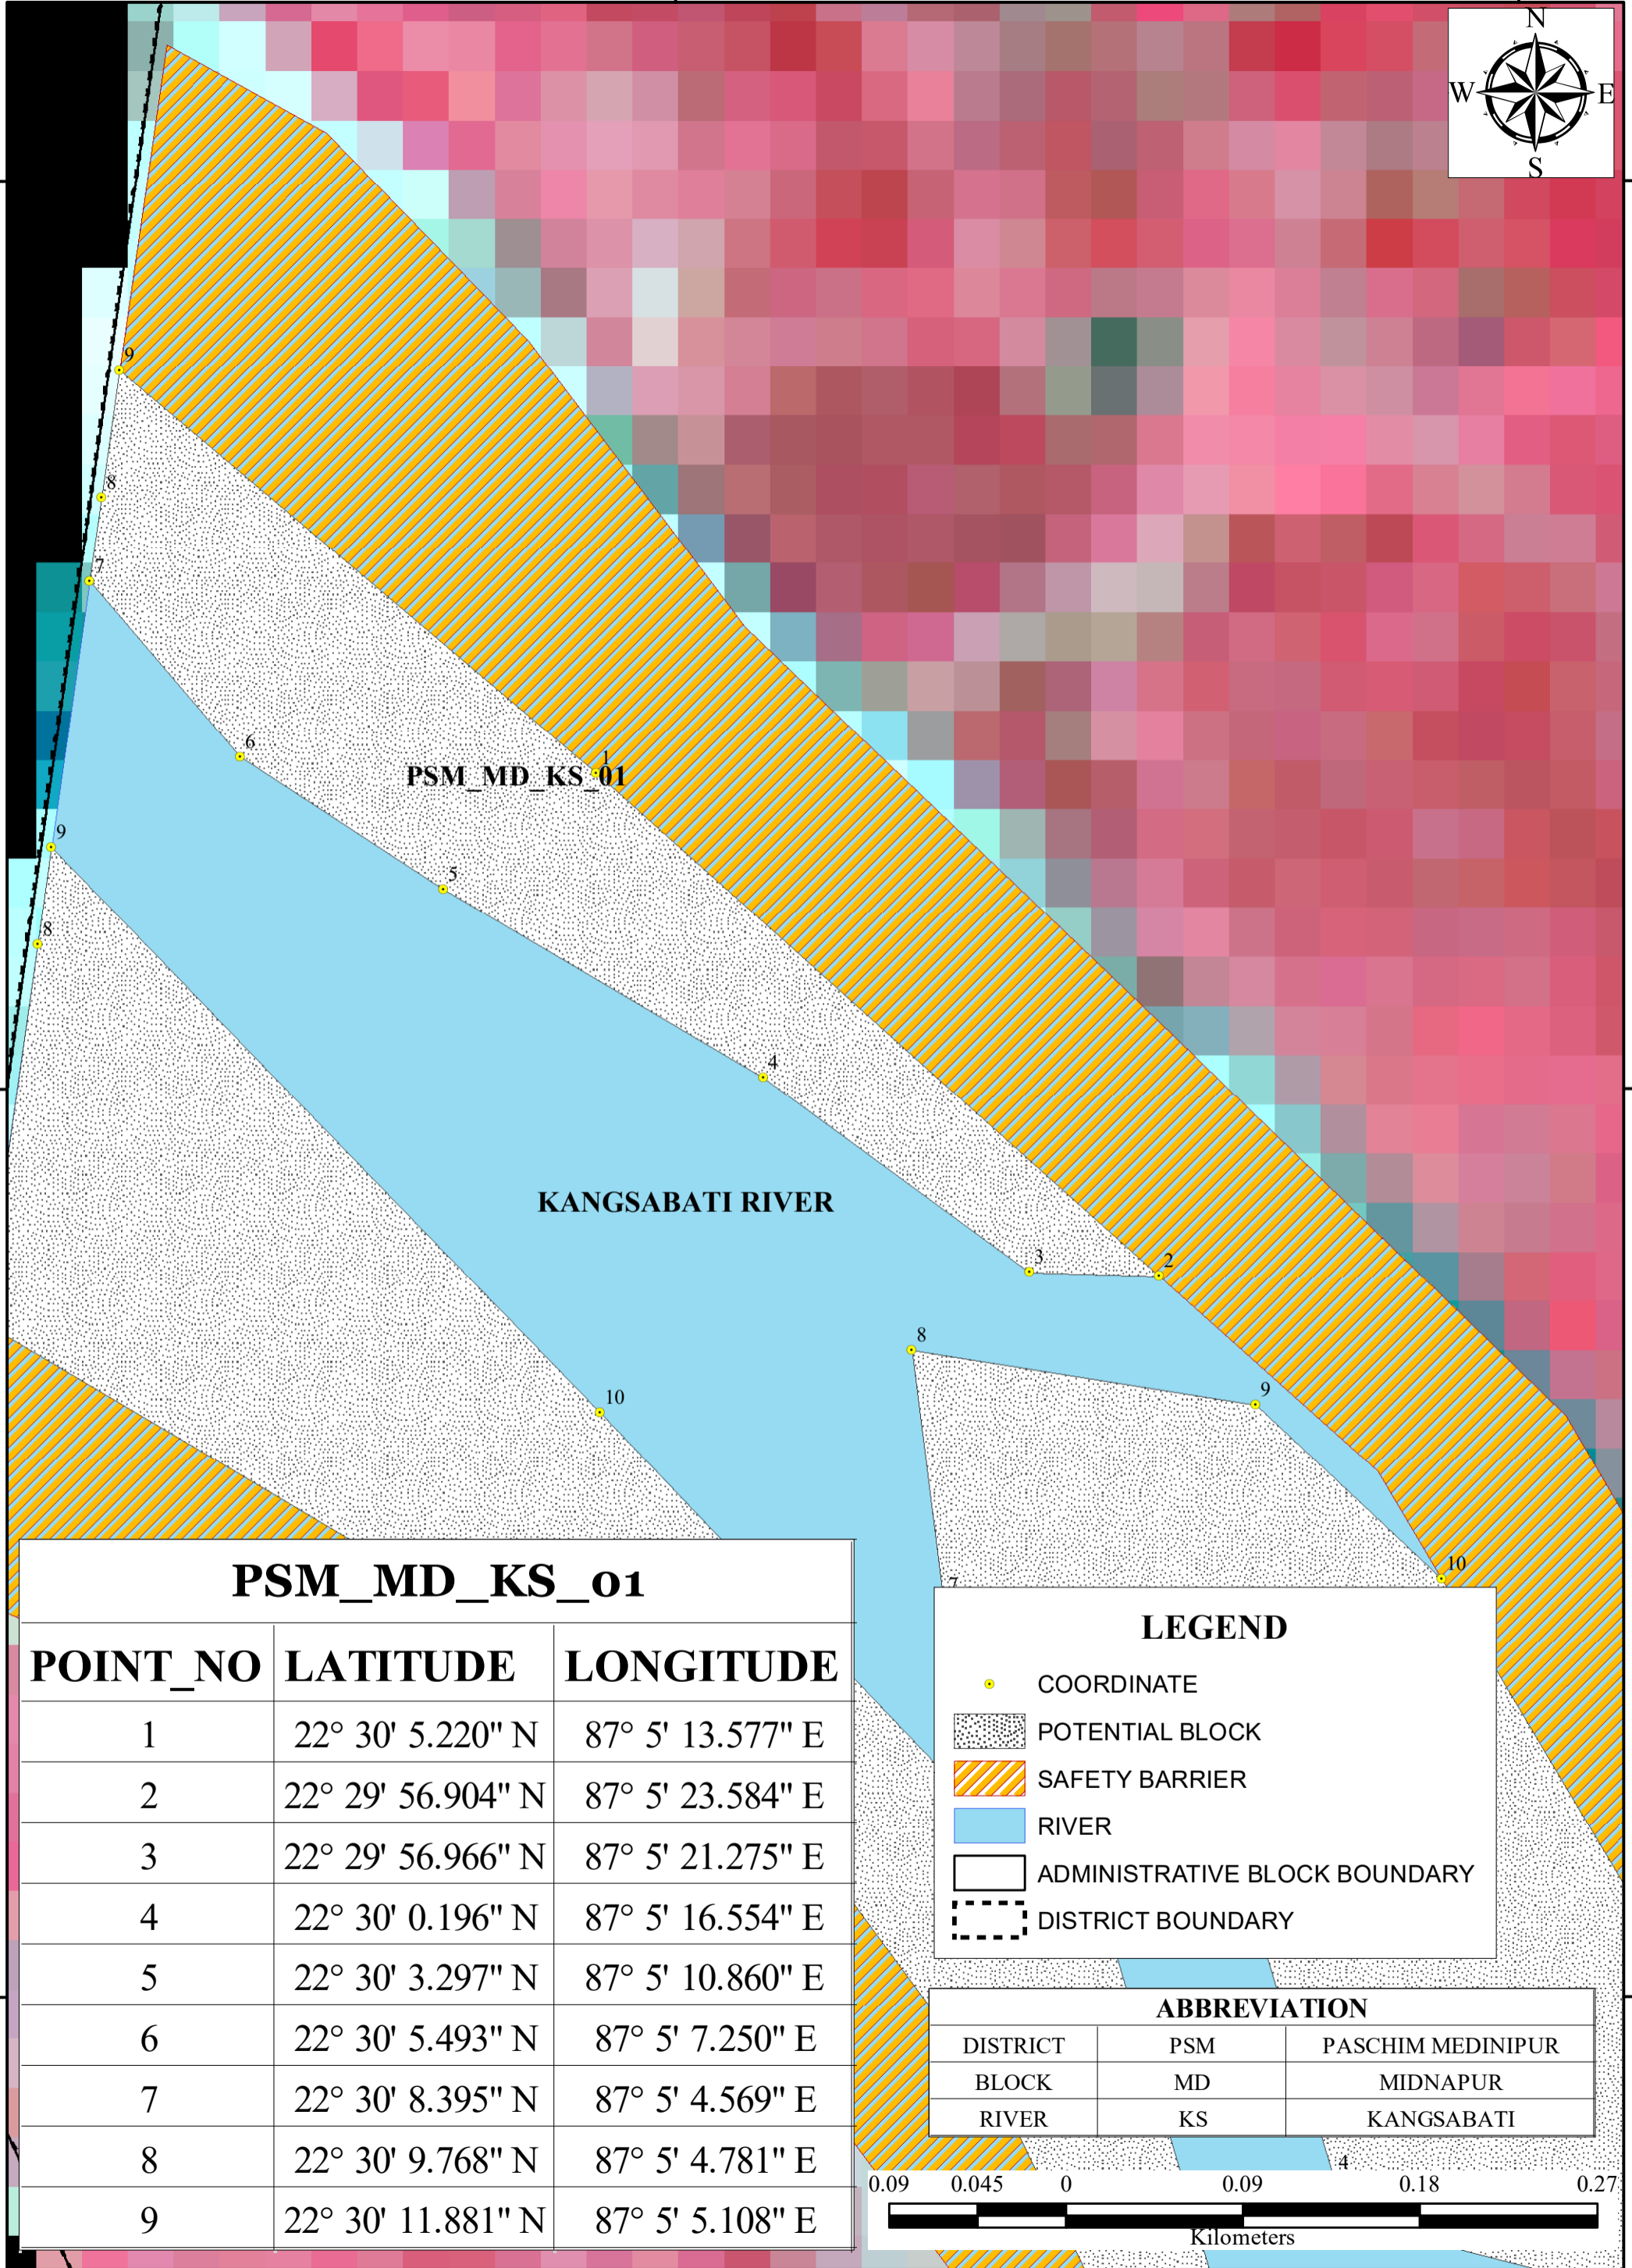 N
W E
S
9
8
7
6
1
PSM_MD_KS_01
9
5
8
4
KANGSABATI RIVER
3
2
8
9
10
10
7
PSM_MD_KS_01
POINT_NO LATITUDE LONGITUDE
1 22° 30' 5.220" N 87° 5' 13.577" E
2 22° 29' 56.904" N 87° 5' 23.584" E
3 22° 29' 56.966" N 87° 5' 21.275" E
4 22° 30' 0.196" N 87° 5' 16.554" E
5 22° 30' 3.297" N 87° 5' 10.860" E
6 22° 30' 5.493" N 87° 5' 7.250" E
7 22° 30' 8.395" N 87° 5' 4.569" E
8 22° 30' 9.768" N 87° 5' 4.781" E
9 22° 30' 11.881" N 87° 5' 5.108" E
LEGEND
COORDINATE
POTENTIAL BLOCK
SAFETY BARRIER
RIVER
ADMINISTRATIVE BLOCK BOUNDARY
DISTRICT BOUNDARY
ABBREVIATION
DISTRICT PSM PASCHIM MEDINIPUR
BLOCK MD MIDNAPUR
RIVER KS KANGSABATI
4
0.09 0.045 0 0.09 0.18 0.27
Kilometers